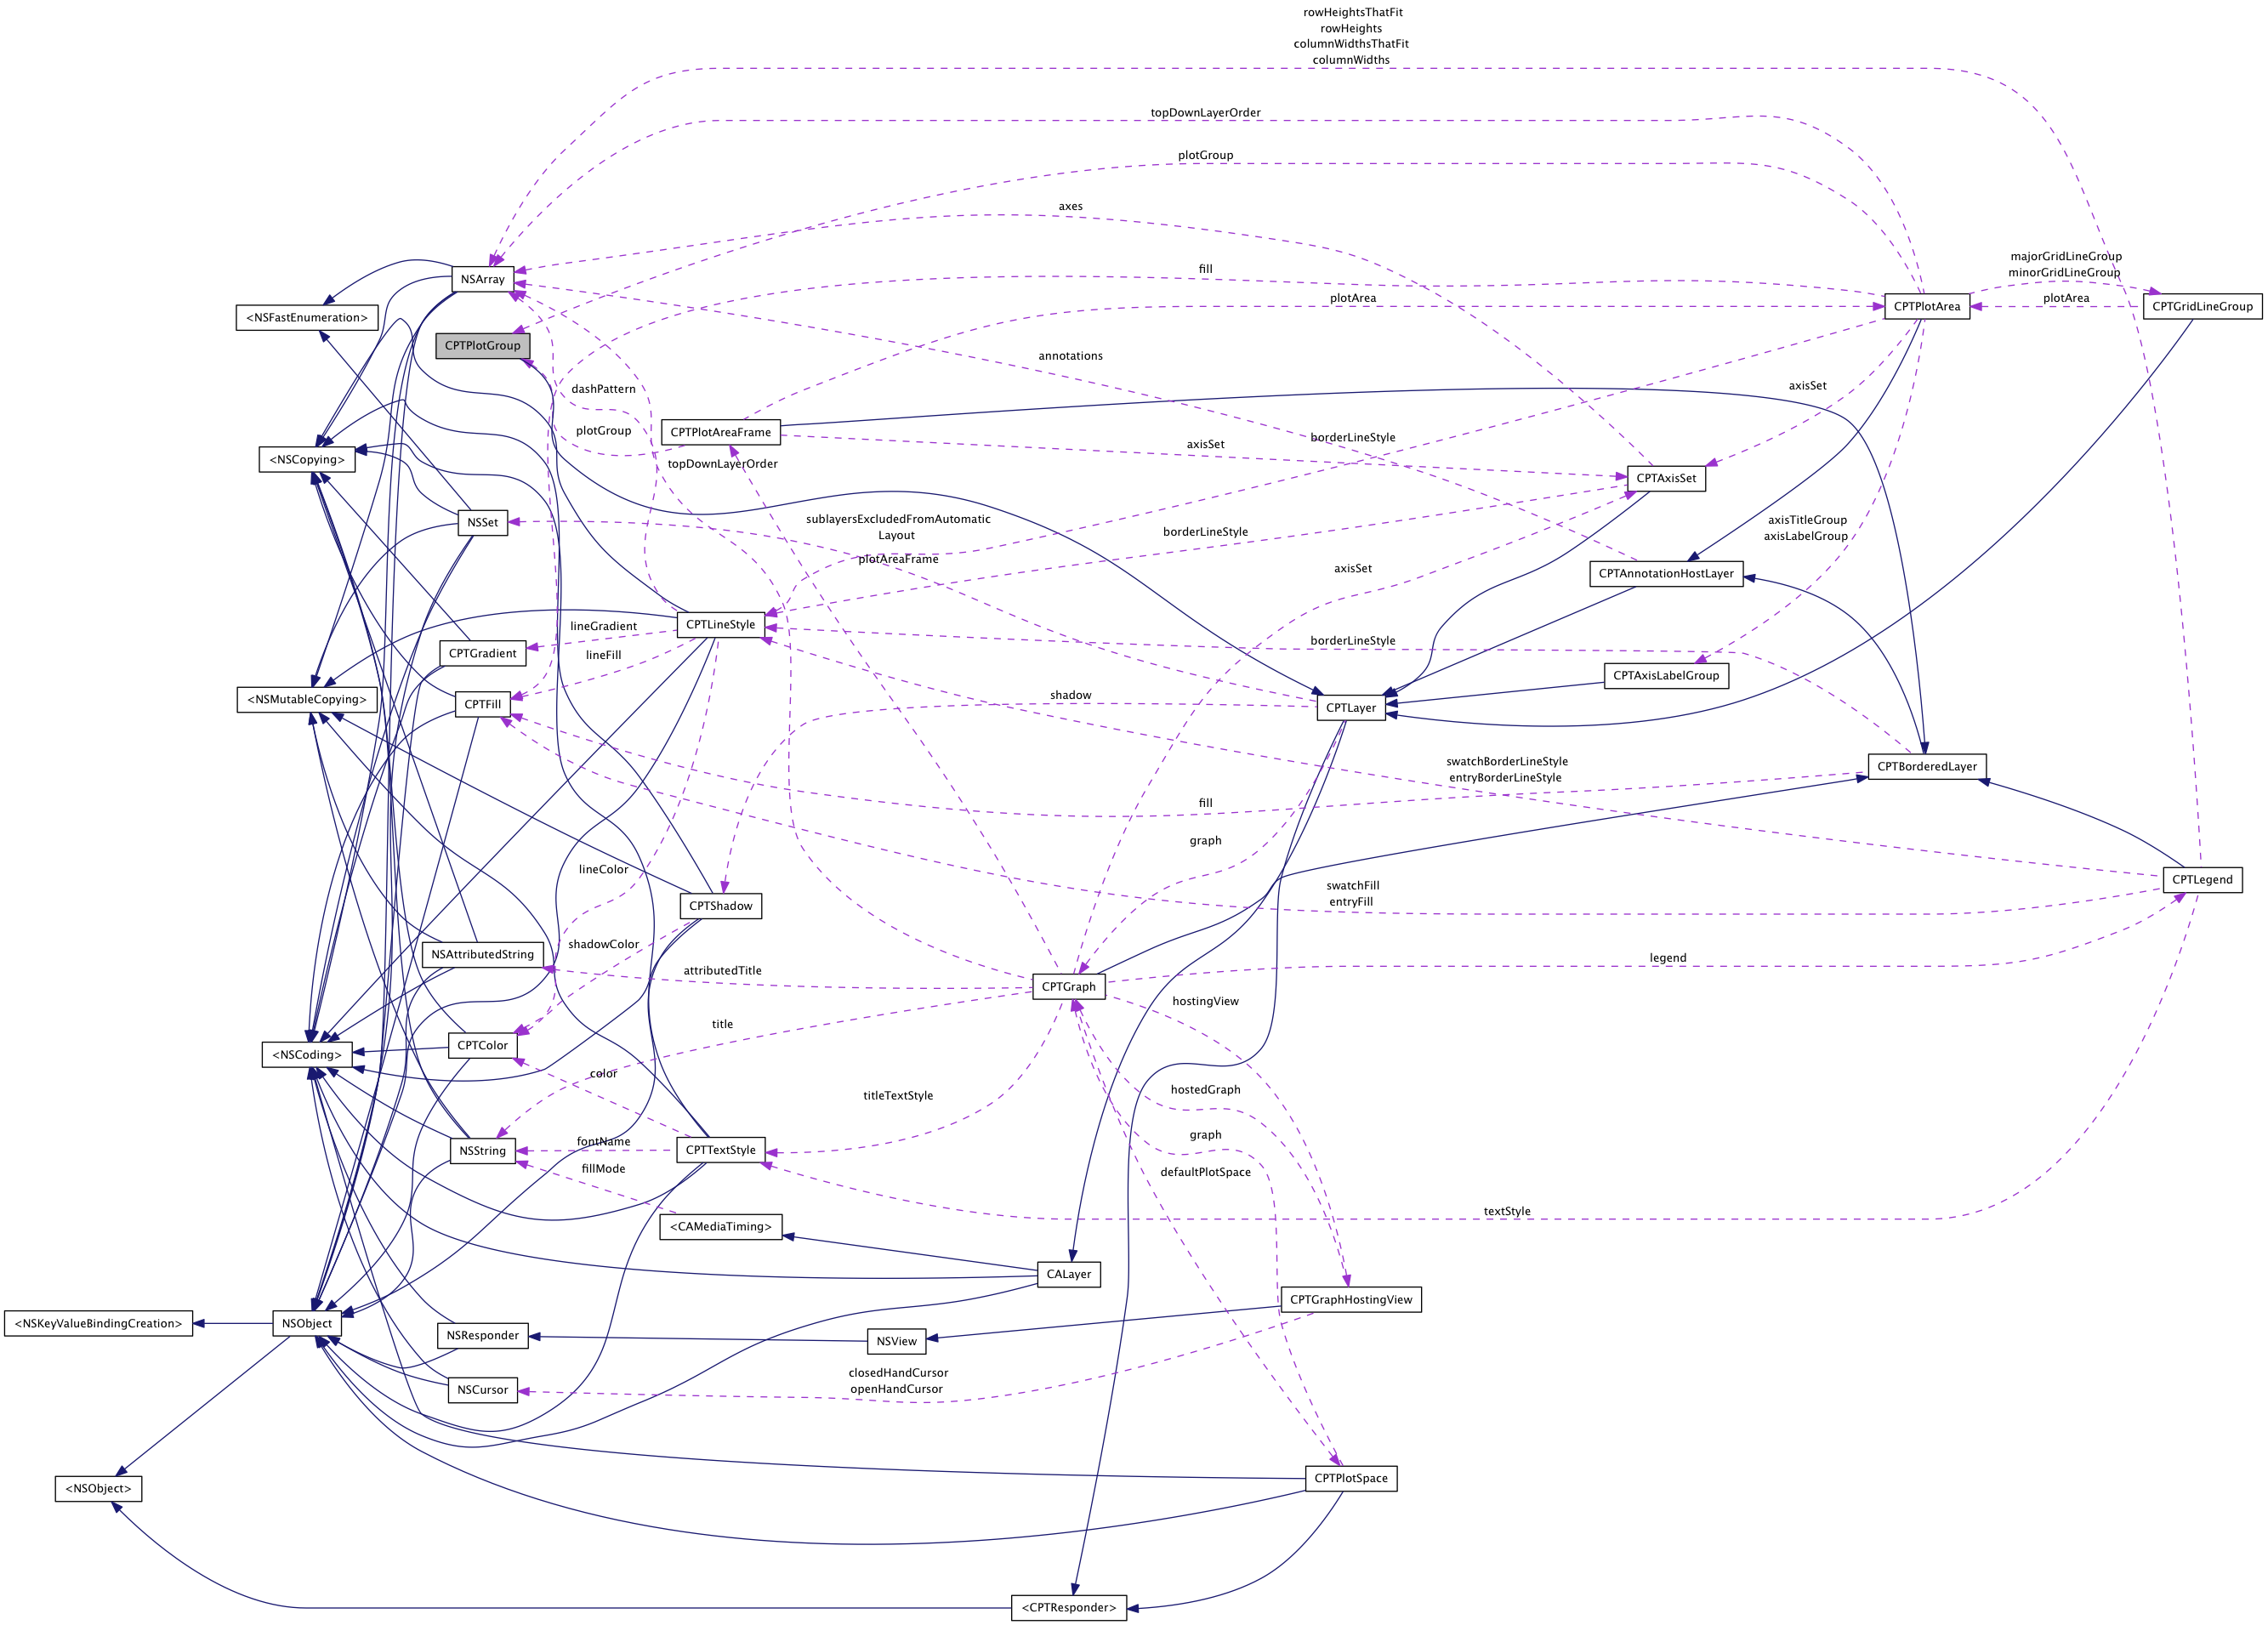 rowHeightsThatFit
rowHeights
columnWidthsThatFit
columnWidths
topDownLayerOrder
plotGroup
axes
majorGridLineGroup
minorGridLineGroup
fill
NSArray
plotArea
plotArea
CPTPlotArea
CPTGridLineGroup
<NSFastEnumeration>
CPTPlotGroup
annotations
dashPattern
axisSet
plotGroup
CPTPlotAreaFrame
borderLineStyle
axisSet
<NSCopying>
topDownLayerOrder
CPTAxisSet
NSSet
sublayersExcludedFromAutomatic
Layout
axisTitleGroup
axisLabelGroup
borderLineStyle
plotAreaFrame
axisSet
CPTAnnotationHostLayer
CPTLineStyle
lineGradient
borderLineStyle
CPTGradient
lineFill
CPTAxisLabelGroup
<NSMutableCopying>
CPTFill
shadow
CPTLayer
swatchBorderLineStyle
entryBorderLineStyle
CPTBorderedLayer
fill
graph
lineColor
CPTLegend
swatchFill
entryFill
CPTShadow
shadowColor
NSAttributedString
attributedTitle
legend
CPTGraph
hostingView
title
CPTColor
<NSCoding>
color
hostedGraph
titleTextStyle
graph
fontName
NSString
CPTTextStyle
fillMode
defaultPlotSpace
textStyle
<CAMediaTiming>
CALayer
CPTGraphHostingView
<NSKeyValueBindingCreation>
NSObject
NSResponder
NSView
closedHandCursor
openHandCursor
NSCursor
CPTPlotSpace
<NSObject>
<CPTResponder>